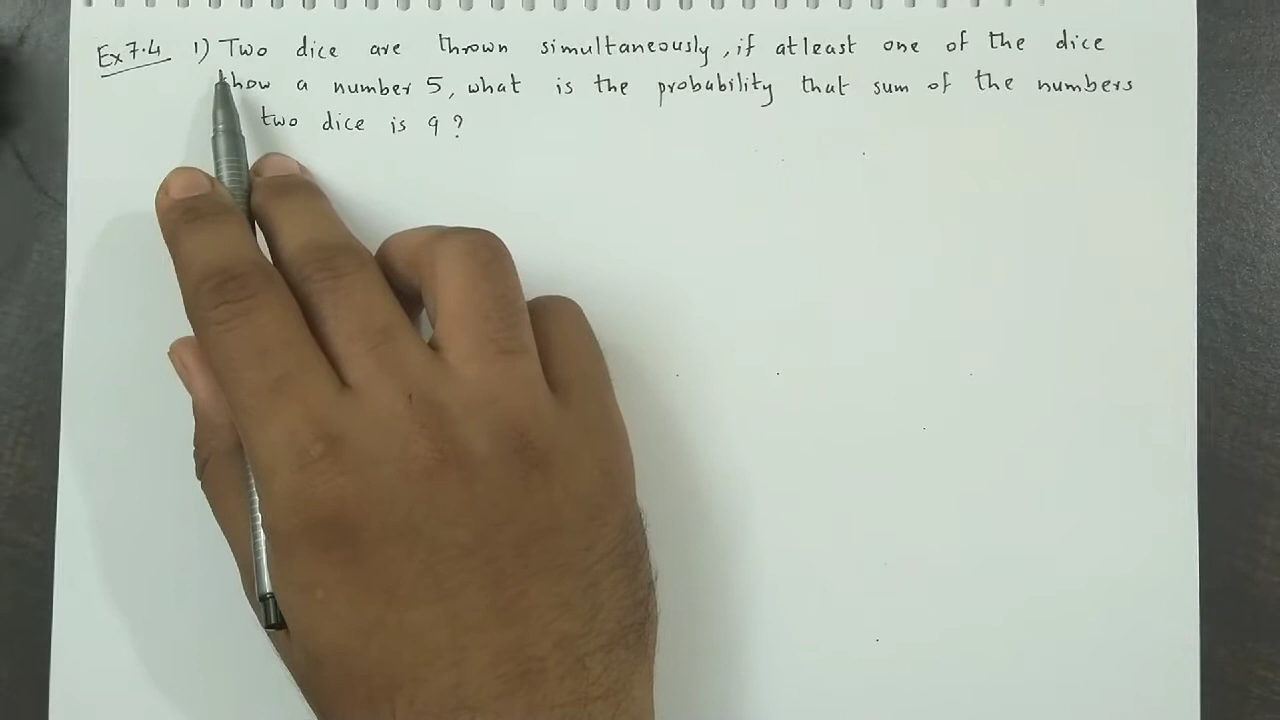 Ex 7.4 1) Two dice are thrown simultaneously, if atleast one of the dice
show a number 5, what is the probability that sum of the numbers
two dice is 9?